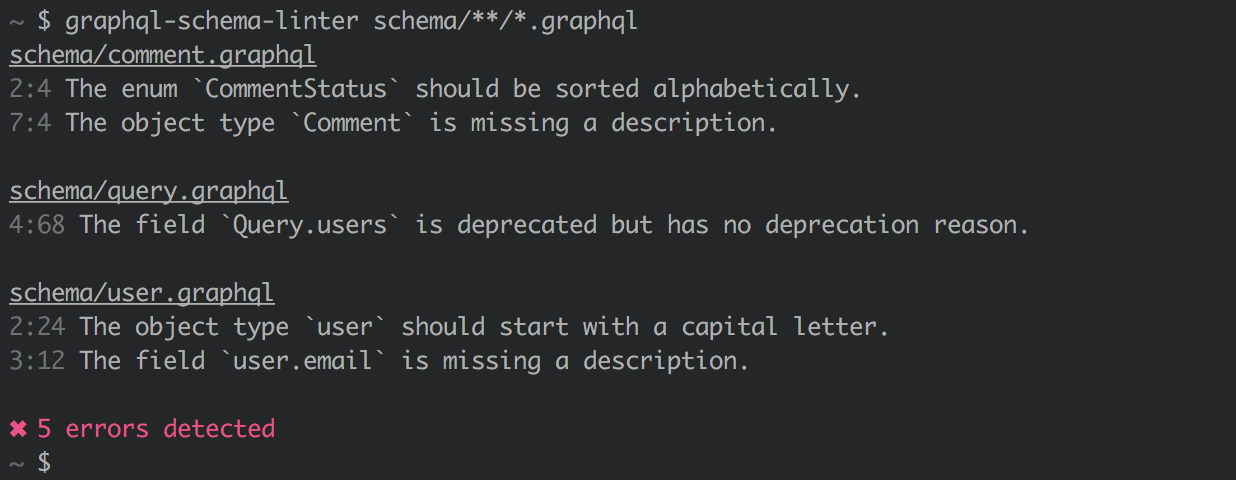 ~ $ graphql-schema-linter schema/**/*.graphql
schema/comment.graphql
2:4 The enum `CommentStatus` should be sorted alphabetically.
7:4 The object type `Comment` is missing a description.
schema/query.graphql
4:68 The field `Query.users` is deprecated but has no deprecation reason.
schema/user.graphql
2:24 The object type `user` should start with a capital letter.
3:12 The field `user.email` is missing a description.
✖ 5 errors detected
~ $